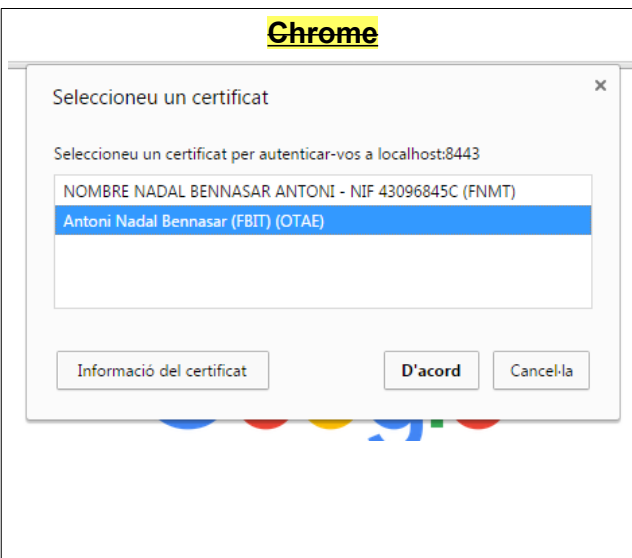 Chrome
Seleccioneu un certificat
Seleccioneu un certificat per autenticar-vos a localhost:8443
NOMBRE NADAL BENNASAR ANTONI - NIF 43096845C (FNMT)
Antoni Nadal Bennasar (FBIT) (OTAE)
Informació del certificat
D'acord
Cancel·la